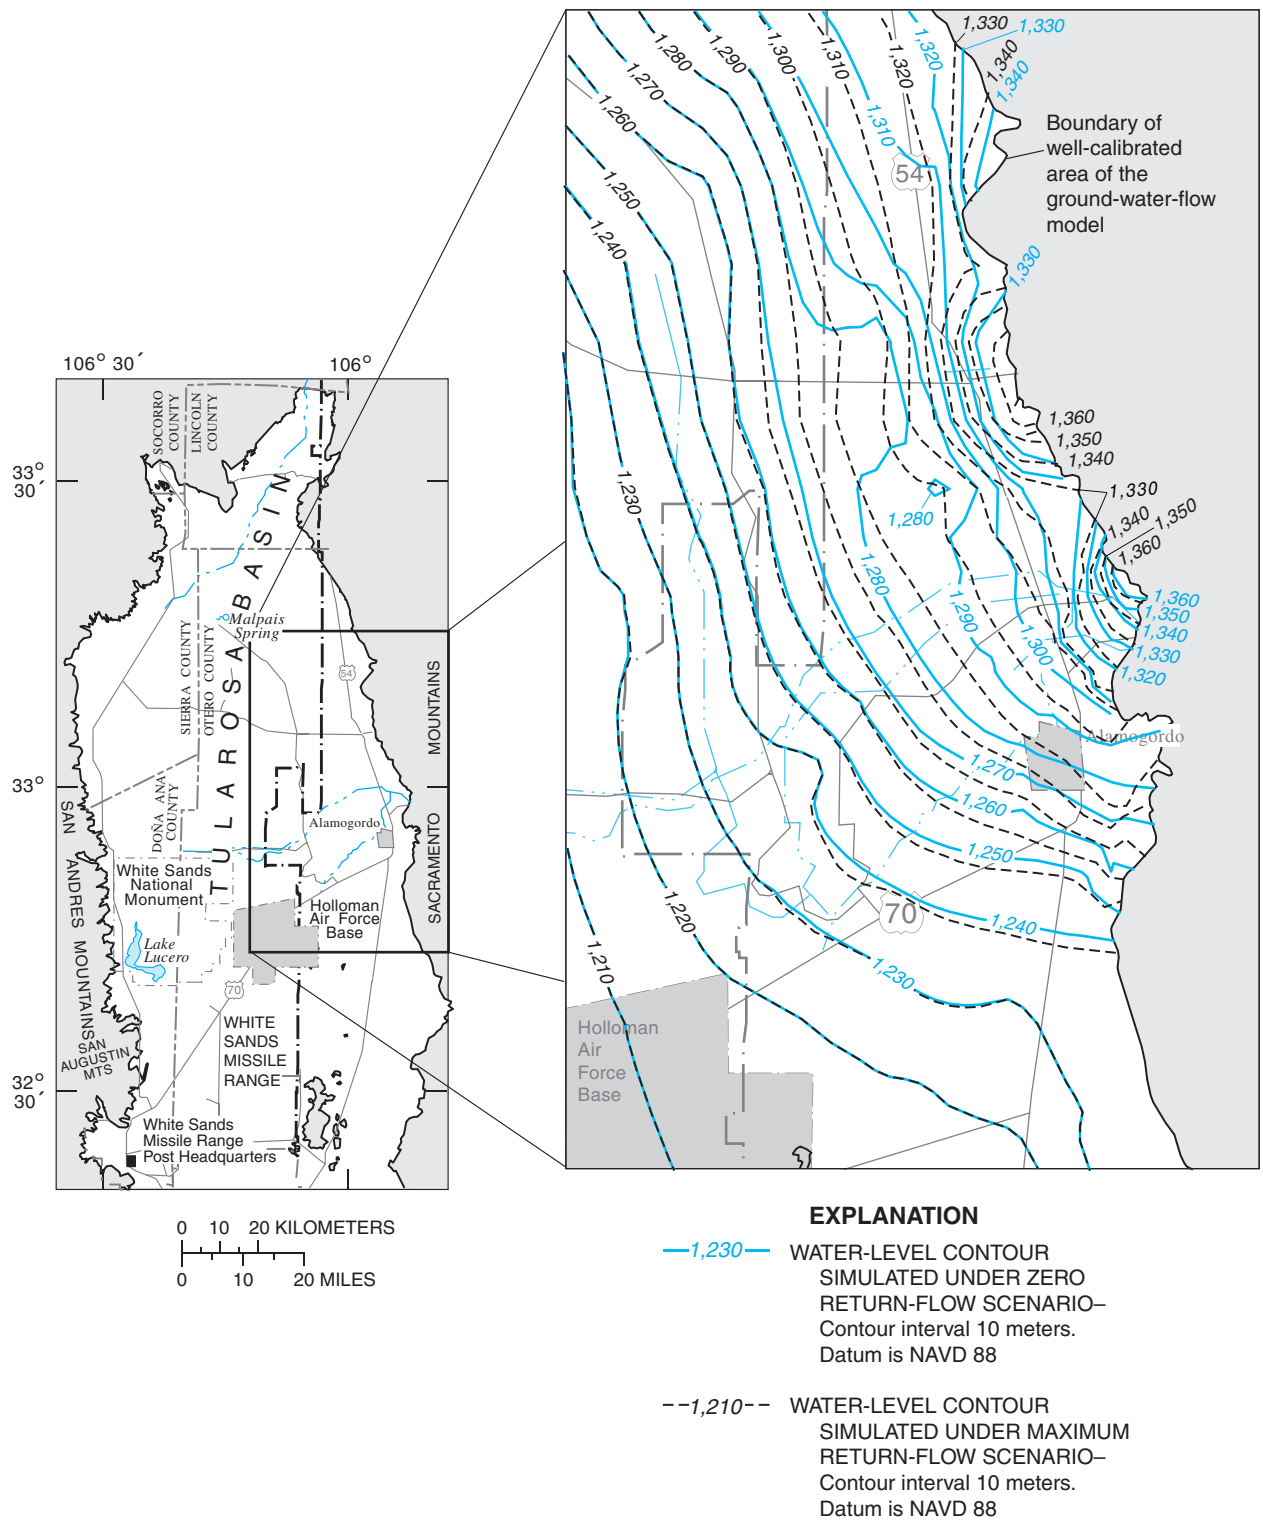 106° 30´
106°
33°
30´
33°
32°
30´
SOCORRO
COUNTY
LINCOLN
COUNTY
SIERRA COUNTY
OTERO COUNTY
DOÑA ANA
COUNTY
TULAROSA BASIN
Malpais
Spring
54
MOUNTAINS
SACRAMENTO
SAN
ANDRES
MOUNTAINS
Alamogordo
White Sands
National
Monument
Holloman
Air Force
Base
Lake
Lucero
70
WHITE
SANDS
MISSILE
RANGE
SAN
AUGUSTIN
MTS
White Sands
Missile Range
Post Headquarters
0 10 20 KILOMETERS
0 10 20 MILES
1,280
1,290
1,300
1,310
1,320
1,320
1,330
1,330
1,340
1,340
1,270
1,260
1,310
54
Boundary of
well-calibrated
area of the
ground-water-flow
model
1,250
1,240
1,330
1,360
1,350
1,340
1,330
1,230
1,280
1,340
1,350
1,360
1,280
1,290
1,300
1,360
1,350
1,340
1,330
1,320
Alamogordo
1,270
1,260
1,250
1,240
70
1,220
1,210
1,230
Holloman
Air
Force
Base
EXPLANATION
1,230 WATER-LEVEL CONTOUR
SIMULATED UNDER ZERO
RETURN-FLOW SCENARIO–
Contour interval 10 meters.
Datum is NAVD 88
1,210 WATER-LEVEL CONTOUR
SIMULATED UNDER MAXIMUM
RETURN-FLOW SCENARIO–
Contour interval 10 meters.
Datum is NAVD 88